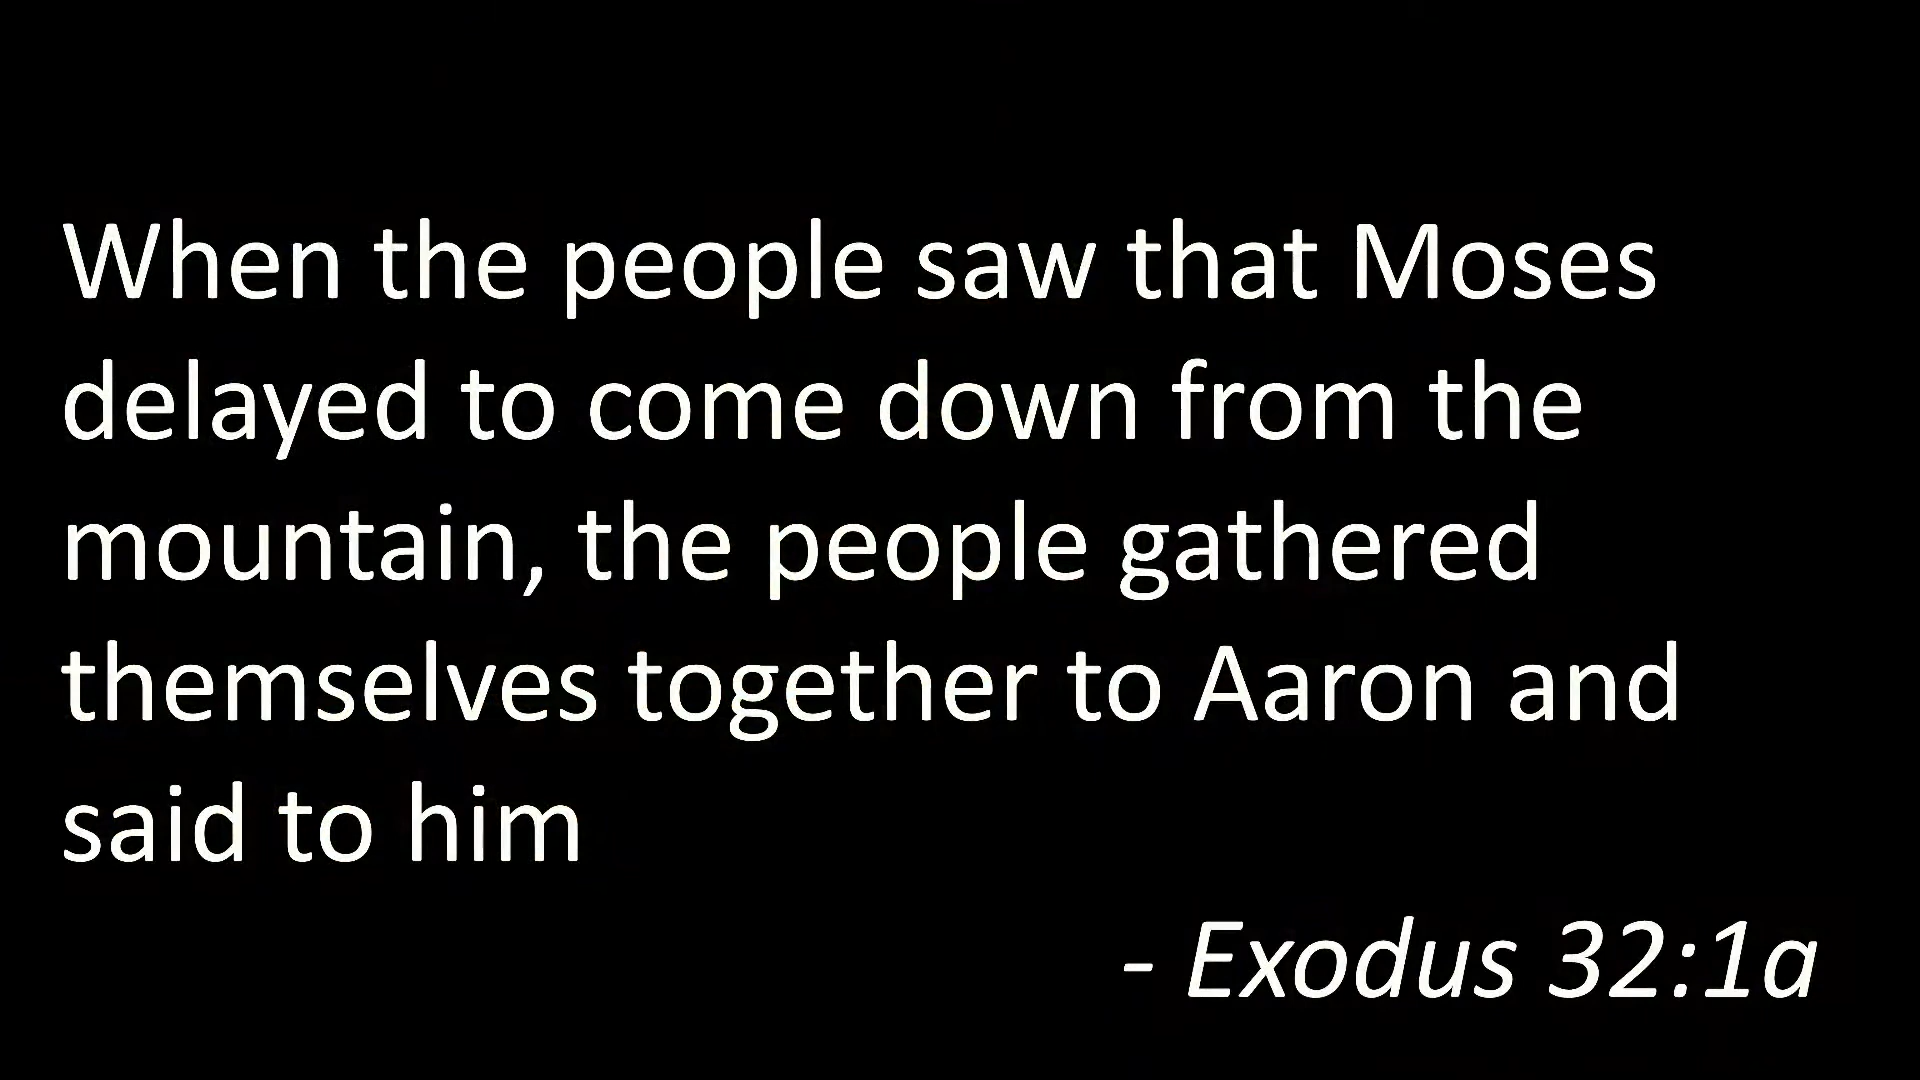 When the people saw that Moses
delayed to come down from the
mountain, the people gathered
themselves together to Aaron and
said to him
- Exodus 32:1a